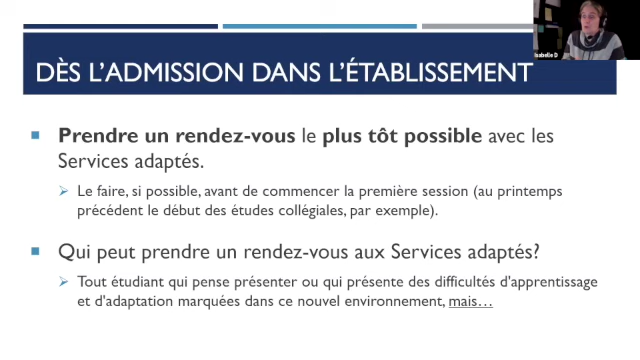 Isabelle D
DÈS L'ADMISSION DANS L'ÉTABLISSEMENT
Prendre un rendez-vous le plus tôt possible avec les
Services adaptés.
Le faire, si possible, avant de commencer la première session (au printemps
précédent le début des études collégiales, par exemple).
Qui peut prendre un rendez-vous aux Services adaptés?
Tout étudiant qui pense présenter ou qui présente des difficultés d'apprentissage
et d'adaptation marquées dans ce nouvel environnement, mais…